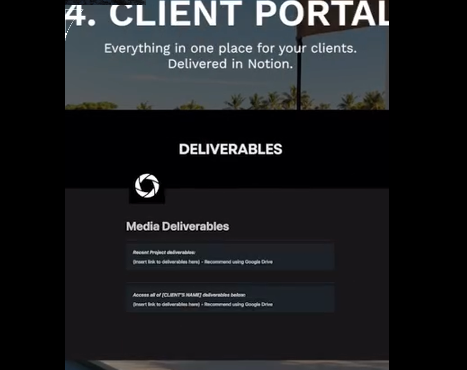 4. CLIENT PORTAL
Everything in one place for your clients.
Delivered in Notion.
DELIVERABLES
Media Deliverables
Recent Project deliverables:
(Insert link to deliverables here) - Recommend using Google Drive
Access all of [CLIENT'S NAME] deliverables below:
(Insert link to deliverables here) - Recommend using Google Drive